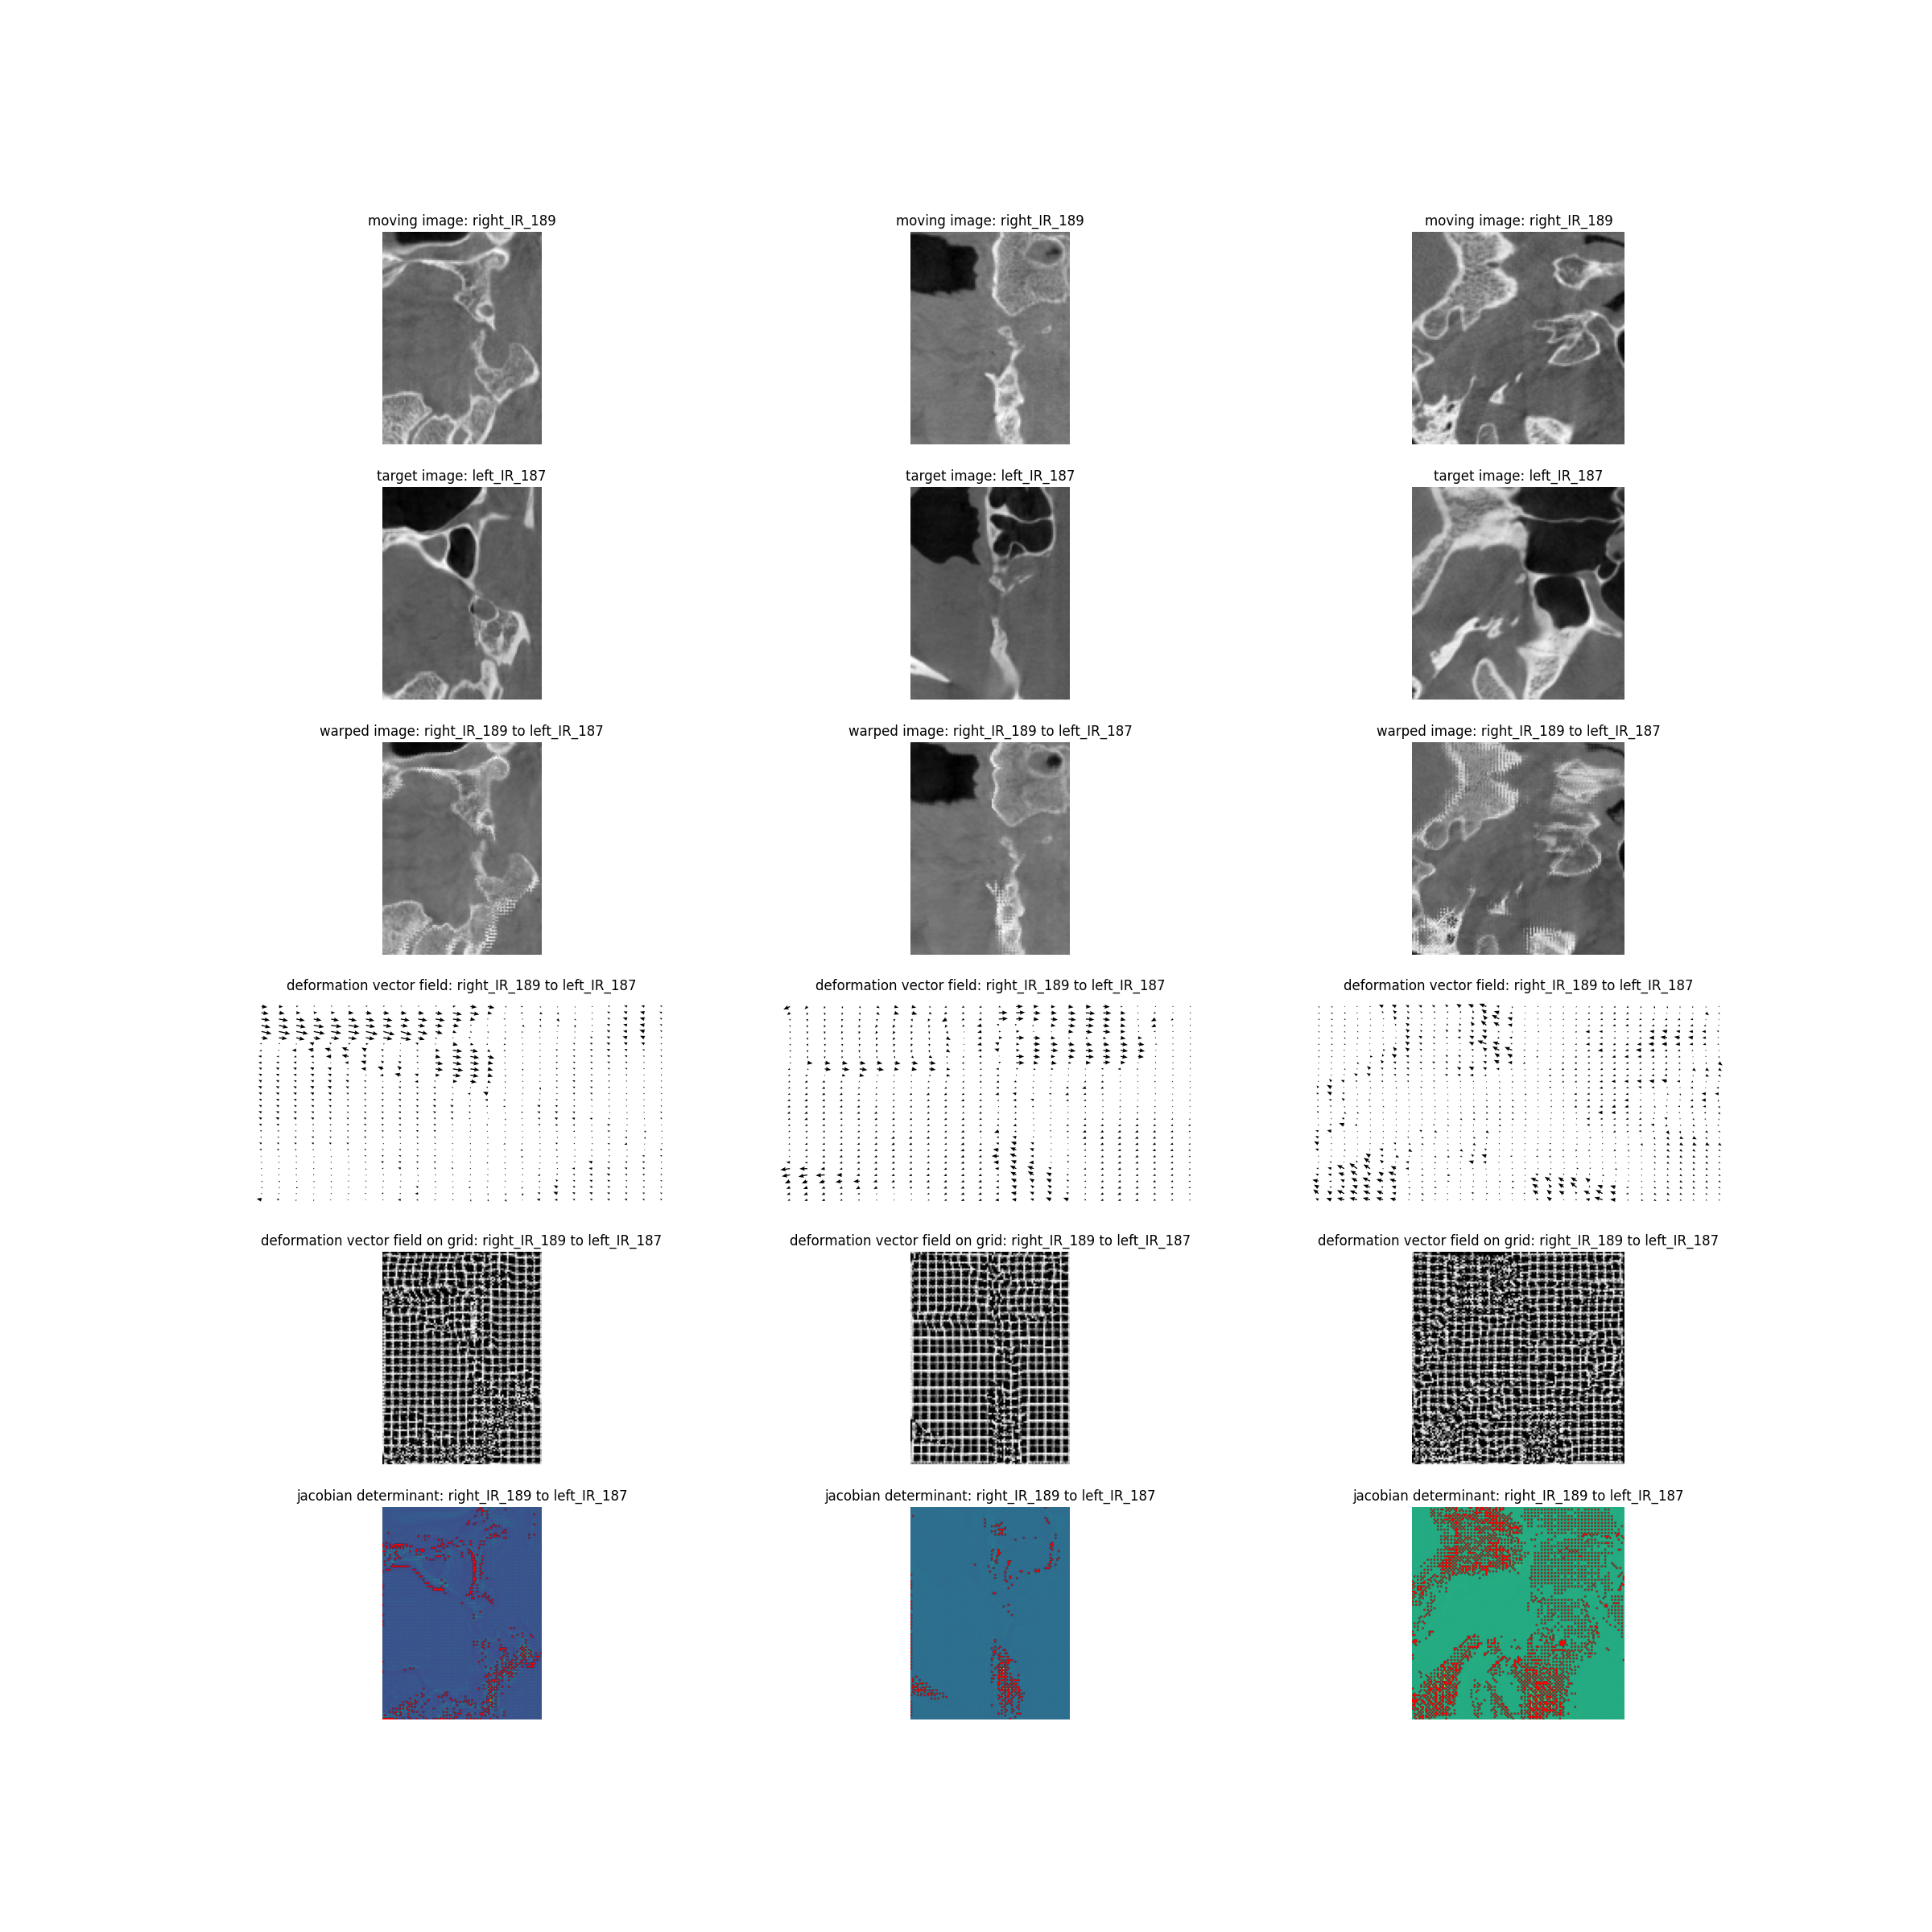 moving image: right_IR_189
moving image: right_IR_189
moving image: right_IR_189
target image: left_IR_187
target image: left_IR_187
target image: left_IR_187
warped image: right_IR_189 to left_IR_187
warped image: right_IR_189 to left_IR_187
warped image: right_IR_189 to left_IR_187
deformation vector field: right_IR_189 to left_IR_187
deformation vector field: right_IR_189 to left_IR_187
deformation vector field: right_IR_189 to left_IR_187
deformation vector field on grid: right_IR_189 to left_IR_187
deformation vector field on grid: right_IR_189 to left_IR_187
deformation vector field on grid: right_IR_189 to left_IR_187
jacobian determinant: right_IR_189 to left_IR_187
jacobian determinant: right_IR_189 to left_IR_187
jacobian determinant: right_IR_189 to left_IR_187